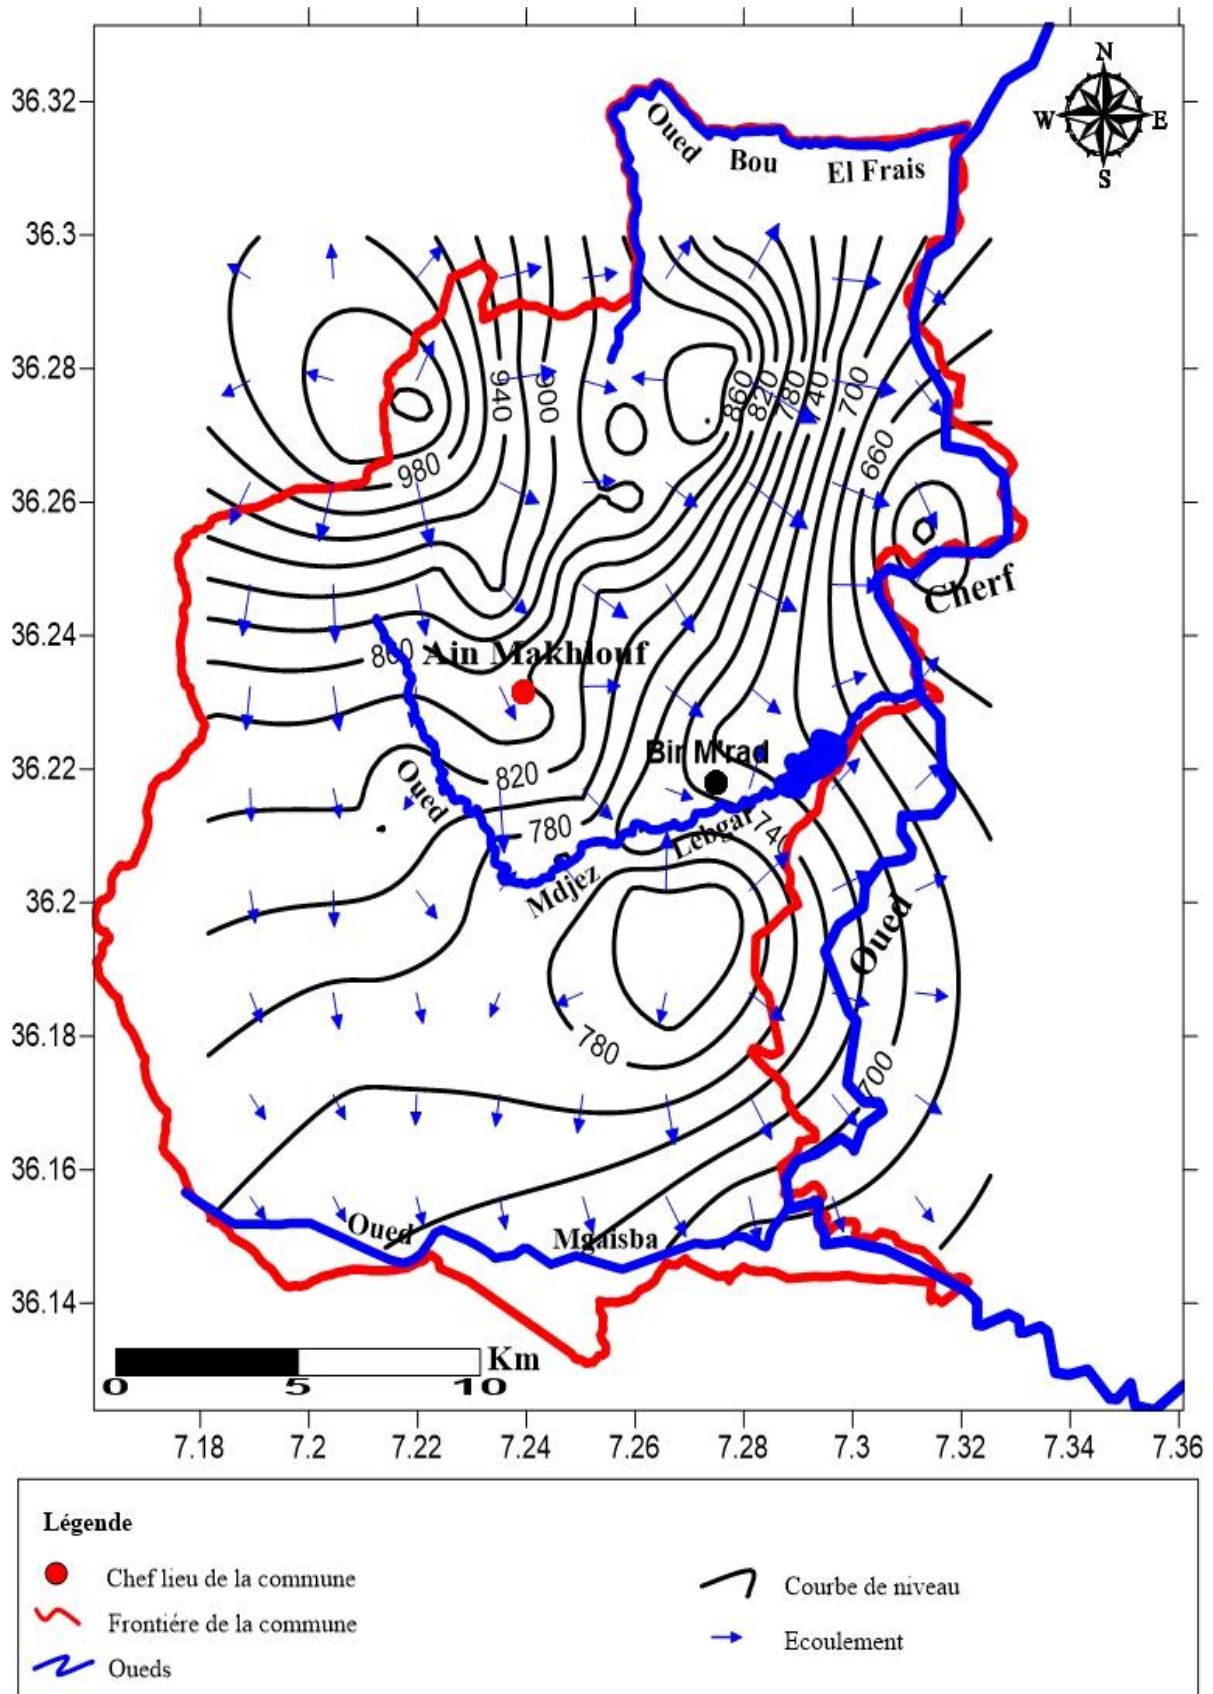 N
W E
S
36.32
36.3
36.28
36.26
36.24
36.22
36.2
36.18
36.16
36.14
Oued Bou El Frais
940
900
860
820
780
740
700
980
660
Cherf
860 Ain Makhlouf
Bir M'rad
820
Oued
780
740
Lebgar
Mdjez
Oued
780
700
Oued Mgaisba
Km
0 5 10
7.18 7.2 7.22 7.24 7.26 7.28 7.3 7.32 7.34 7.36
Légende
Chef lieu de la commune
Frontiére de la commune
Oueds
Courbe de niveau
Ecoulement